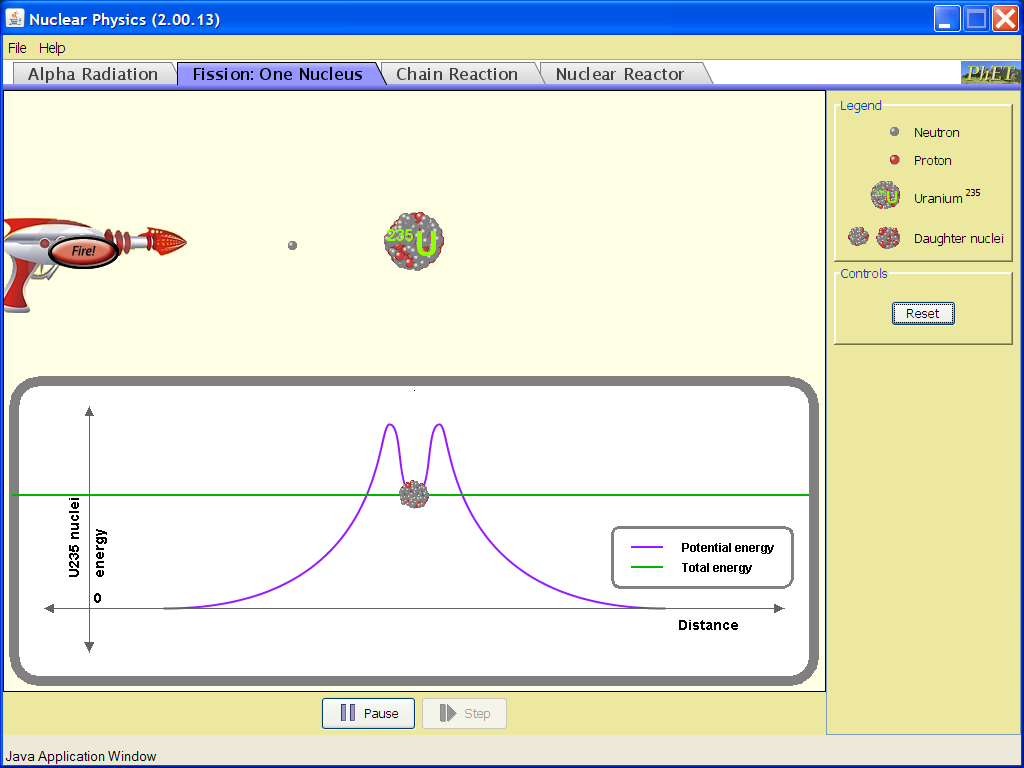 Nuclear Physics (2.00.13)
File Help
Alpha Radiation Fission: One Nucleus Chain Reaction Nuclear Reactor PhET
Legend
Neutron
Proton
U Uranium 235
Daughter nuclei
Controls
Reset
Fire!
235U
U235 nuclei
energy
0
Potential energy
Total energy
Distance
Pause Step
Java Application Window